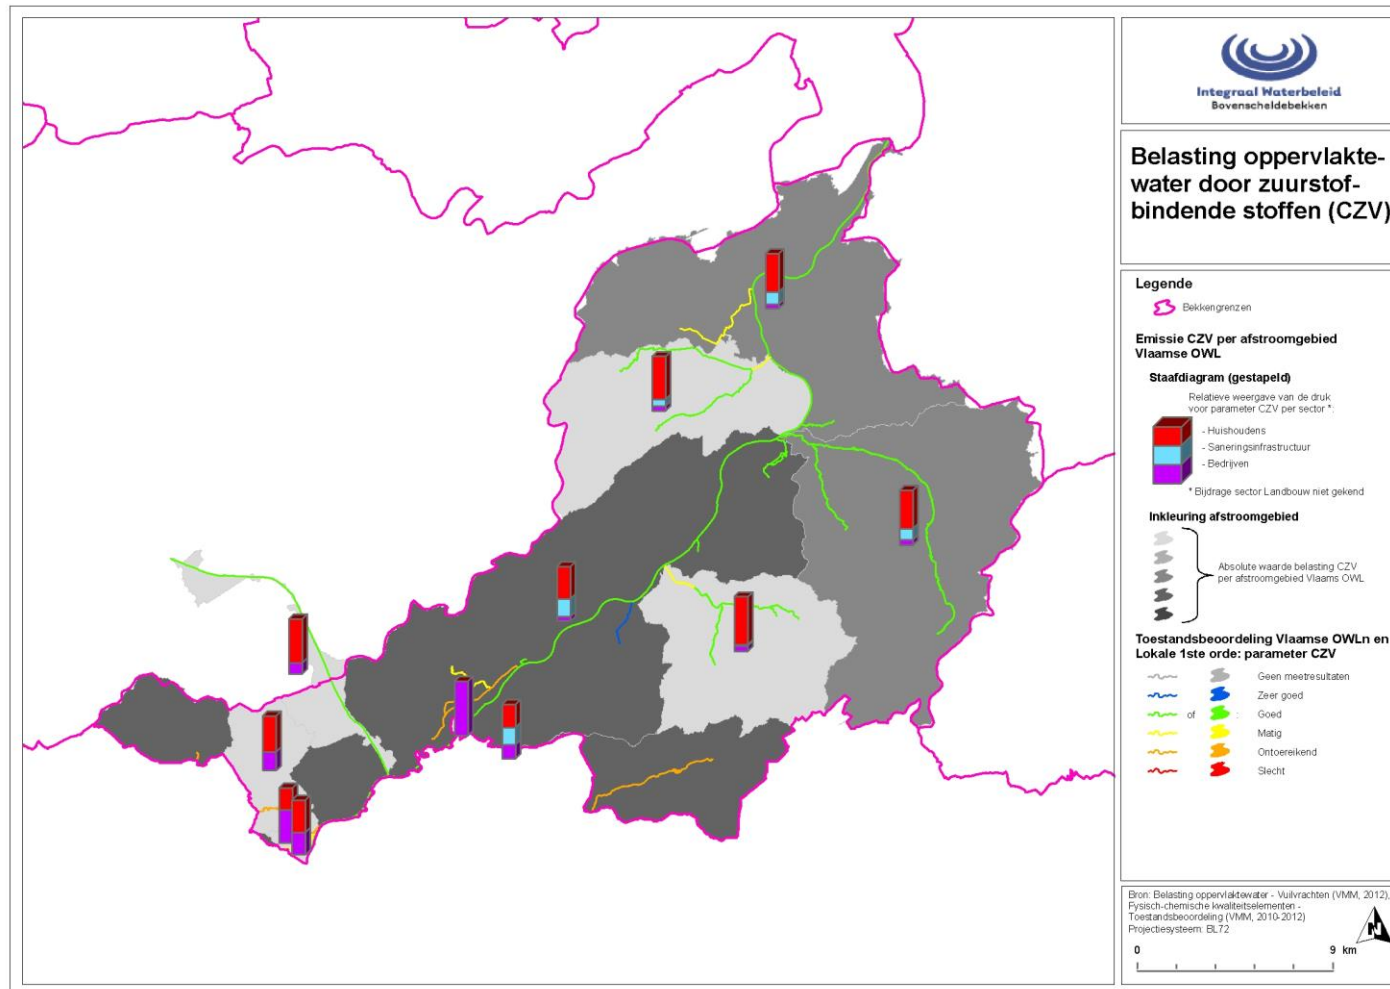 Integraal Waterbeleid
Bovenscheldebekken
Belasting oppervlakte-
water door zuurstof-
bindende stoffen (CZV)
Legende
Bekkengrenzen
Emissie CZV per afstroomgebied
Vlaamse OWL
Staafdiagram (gestapeld)
Relatieve weergave van de druk
voor parameter CZV per sector *:
- Huishoudens
- Saneringsinfrastructuur
- Bedrijven
* Bijdrage sector Landbouw niet gekend
Inkleuring afstroomgebied
Absolute waarde belasting CZV
per afstroomgebied Vlaams OWL
Toestandsbeoordeling Vlaamse OWLn en
Lokale 1ste orde: parameter CZV
Geen meetresultaten
Zeer goed
of : Goed
Matig
Ontoereikend
Slecht
Bron: Belasting oppervlaktewater - Vuilvrachten (VMM, 2012),
Fysisch-chemische kwaliteitselementen -
Toestandsbeoordeling (VMM, 2010-2012)
Projectiesysteem: BL72
N
0 9 km